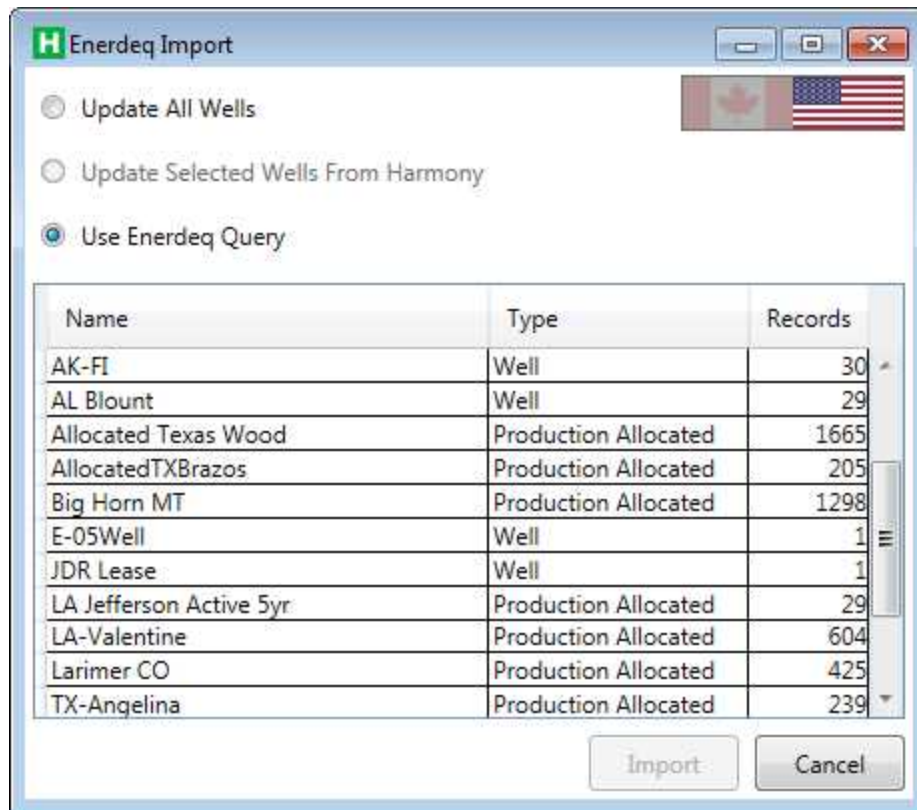 H Enerdeq Import
Update All Wells
Update Selected Wells From Harmony
Use Enerdeq Query
Name Type Records
AK-FI Well 30
AL Blount Well 29
Allocated Texas Wood Production Allocated 1665
AllocatedTXBrazos Production Allocated 205
Big Horn MT Production Allocated 1298
E-05Well Well 1
JDR Lease Well 1
LA Jefferson Active 5yr Production Allocated 29
LA-Valentine Production Allocated 604
Larimer CO Production Allocated 425
TX-Angelina Production Allocated 239
Import Cancel